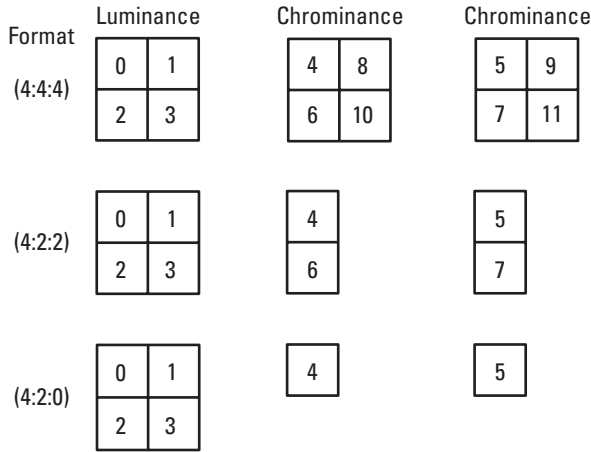 Luminance Chrominance Chrominance
Format
0 1 4 8 5 9
(4:4:4)
2 3 6 10 7 11
0 1 4 5
(4:2:2)
2 3 6 7
0 1 4 5
(4:2:0)
2 3